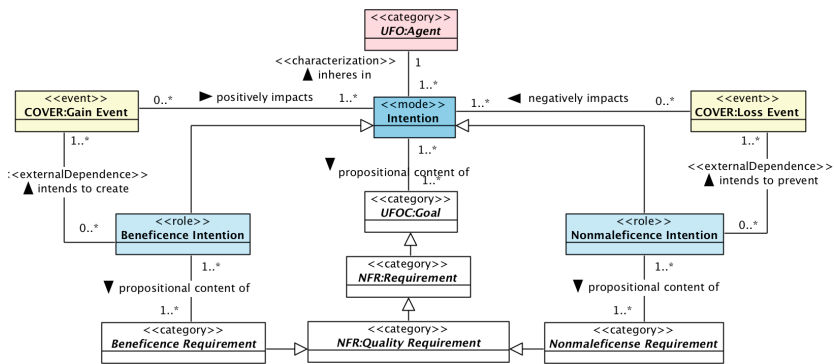 <<category>>
UFO:Agent
<<characterization>>
▲ inheres in
1
1..*
<<event>>
COVER:Gain Event
0..*
► positively impacts
1..*
<<mode>>
Intention
1..*
◄ negatively impacts
0..*
<<event>>
COVER:Loss Event
1..*
<<externalDependence>>
▲ intends to create
0..*
1..*
▼ propositional content of
1..*
1..*
<<externalDependence>>
▲ intends to prevent
0..*
<<role>>
Beneficence Intention
<<category>>
UFOC:Goal
<<role>>
Nonmaleficence Intention
1..*
▼ propositional content of
1..*
<<category>>
NFR:Requirement
1..*
▼ propositional content of
1..*
<<category>>
Beneficence Requirement
<<category>>
NFR:Quality Requirement
<<category>>
Nonmaleficense Requirement